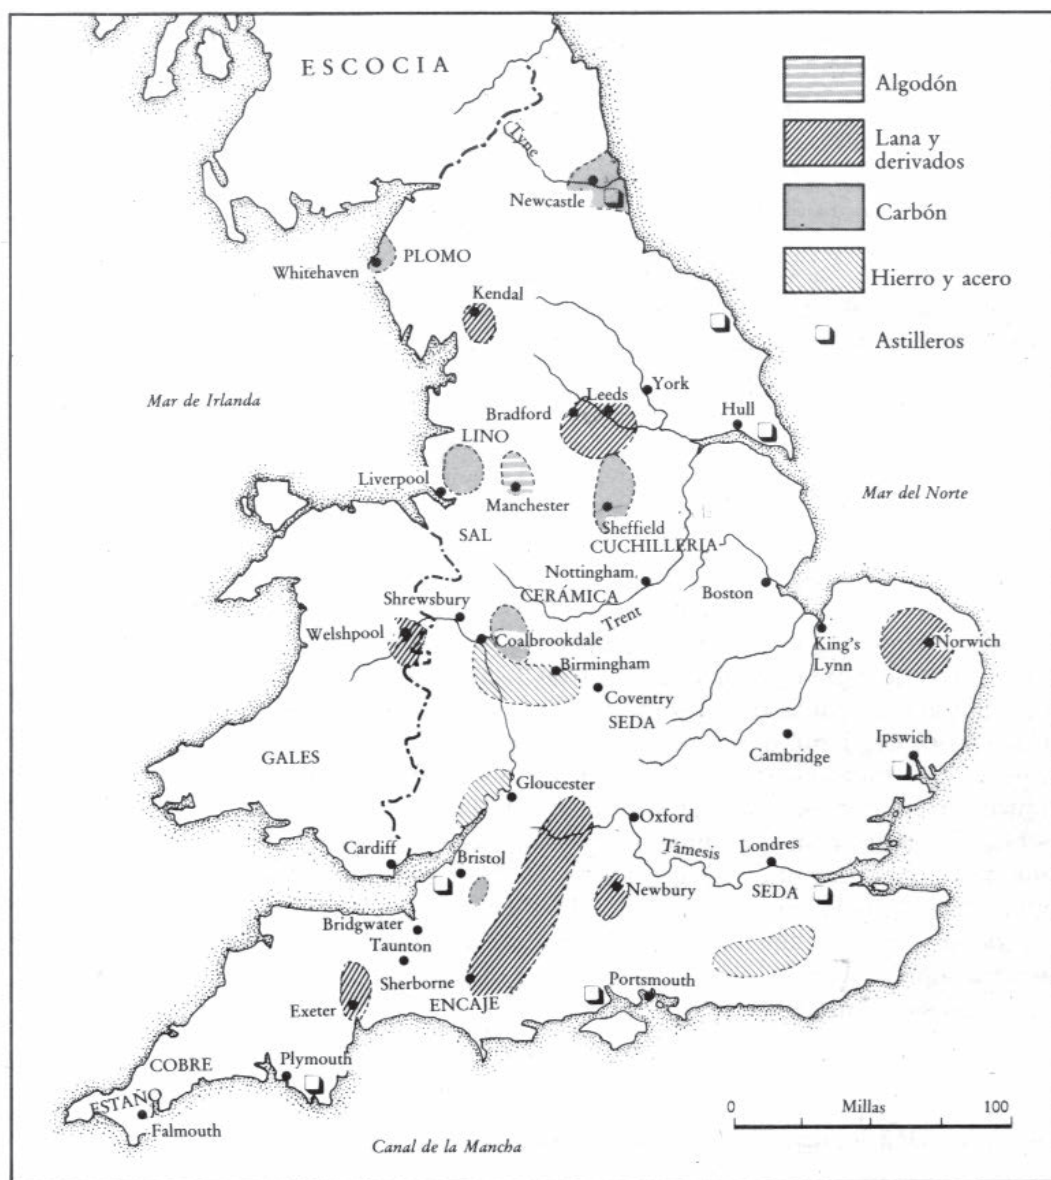 ESCOCIA
Algodón
Lana y
derivados
Carbón
Hierro y acero
Astilleros
Tyne
Newcastle
Whitehaven
PLOMO
Kendal
Mar de Irlanda
York
Leeds
Bradford
Hull
LINO
Liverpool
Manchester
Mar del Norte
Sheffield
SAL
CUCHILLERIA
Nottingham
CERÁMICA
Boston
Trent
Shrewsbury
Welshpool
Coalbrookdale
King's
Lynn
Norwich
Birmingham
Coventry
SEDA
GALES
Cambridge
Ipswich
Gloucester
Oxford
Támesis
Londres
Cardiff
Bristol
Newbury
SEDA
Bridgwater
Taunton
Sherborne
Portsmouth
ENCAJE
Exeter
COBRE
Plymouth
ESTAÑO
Falmouth
0 Millas 100
Canal de la Mancha